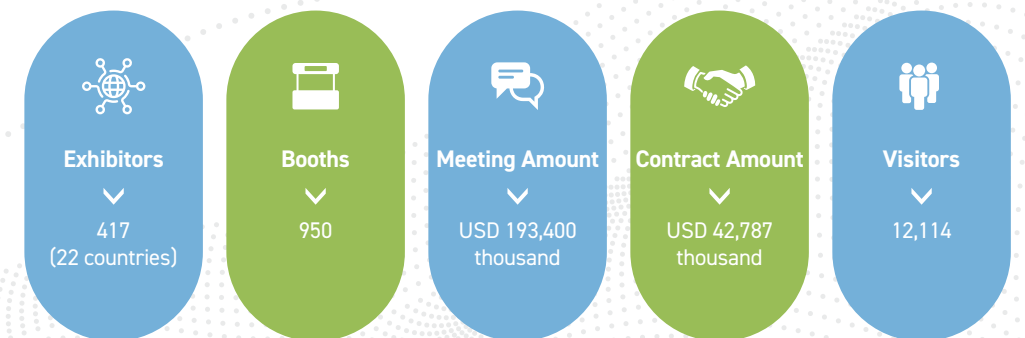 Exhibitors
417
(22 countries)
Booths
950
Meeting Amount
USD 193,400
thousand
Contract Amount
USD 42,787
thousand
Visitors
12,114